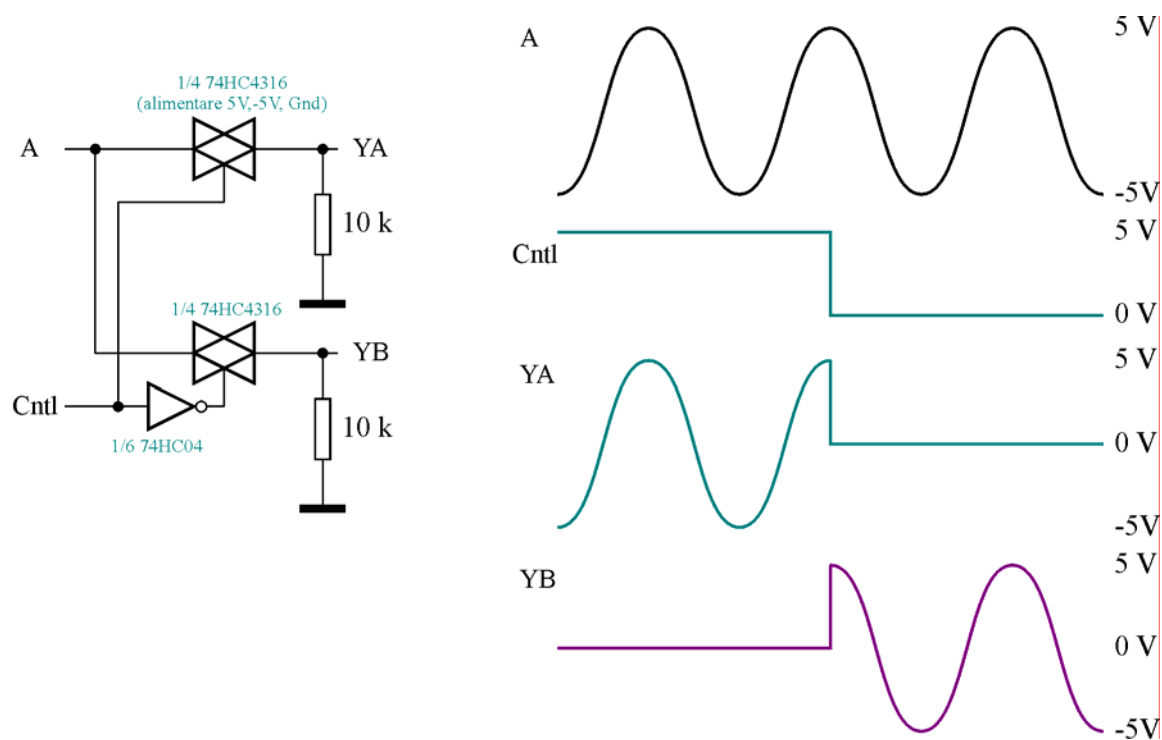 1/4 74HC4316
(alimentare 5V,-5V, Gnd)
A
YA
10 k
1/4 74HC4316
YB
Cntl
10 k
1/6 74HC04
A
5 V
-5V
Cntl
5 V
0 V
YA
5 V
0 V
-5V
YB
5 V
0 V
-5V